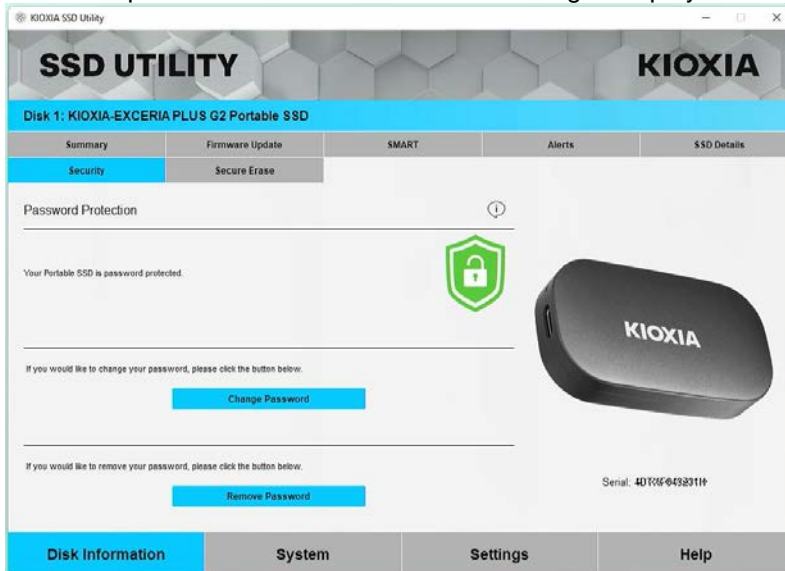 KIOXIA SSD Utility
SSD UTILITY
KIOXIA
Disk 1: KIOXIA-EXCERIA PLUS G2 Portable SSD
Summary Firmware Update SMART Alerts SSD Details
Security Secure Erase
Password Protection
Your Portable SSD is password protected.
KIOXIA
If you would like to change your password, please click the button below.
Change Password
If you would like to remove your password, please click the button below.
Serial:
Remove Password
Disk Information System Settings Help